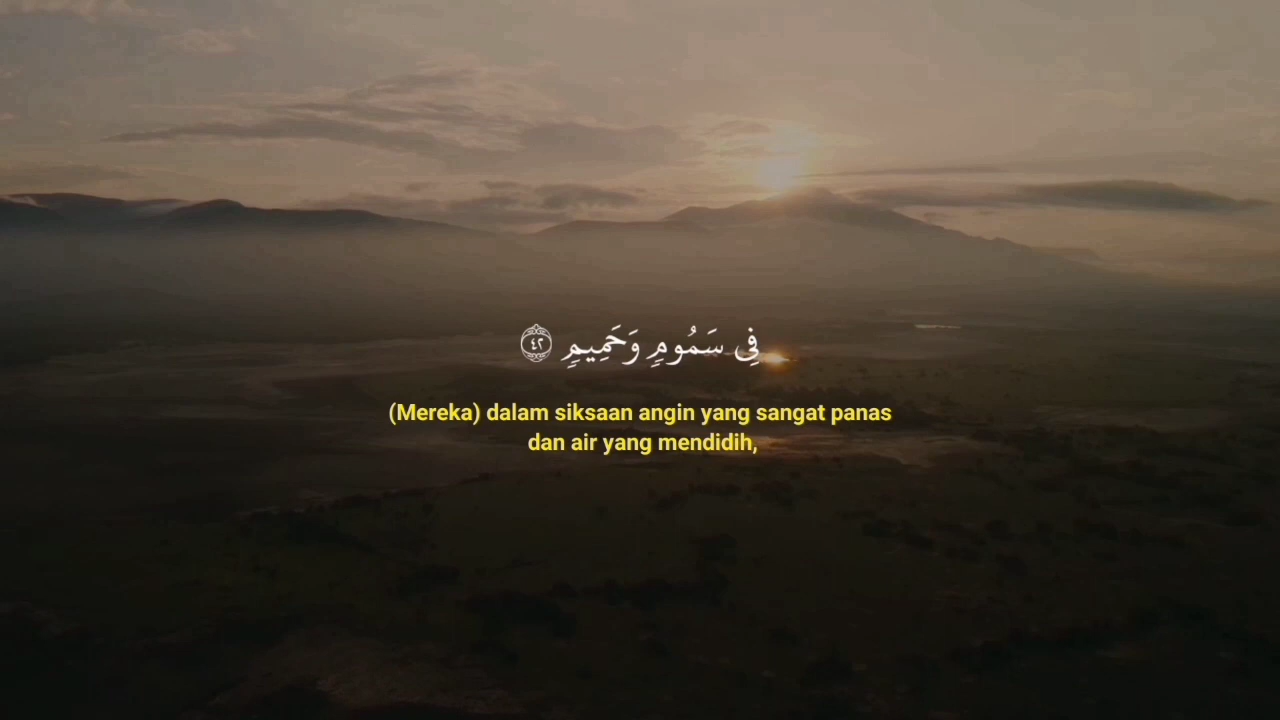 فِي سَمُومٍ وَحَمِيمٍ ٤٢
(Mereka) dalam siksaan angin yang sangat panas
dan air yang mendidih,